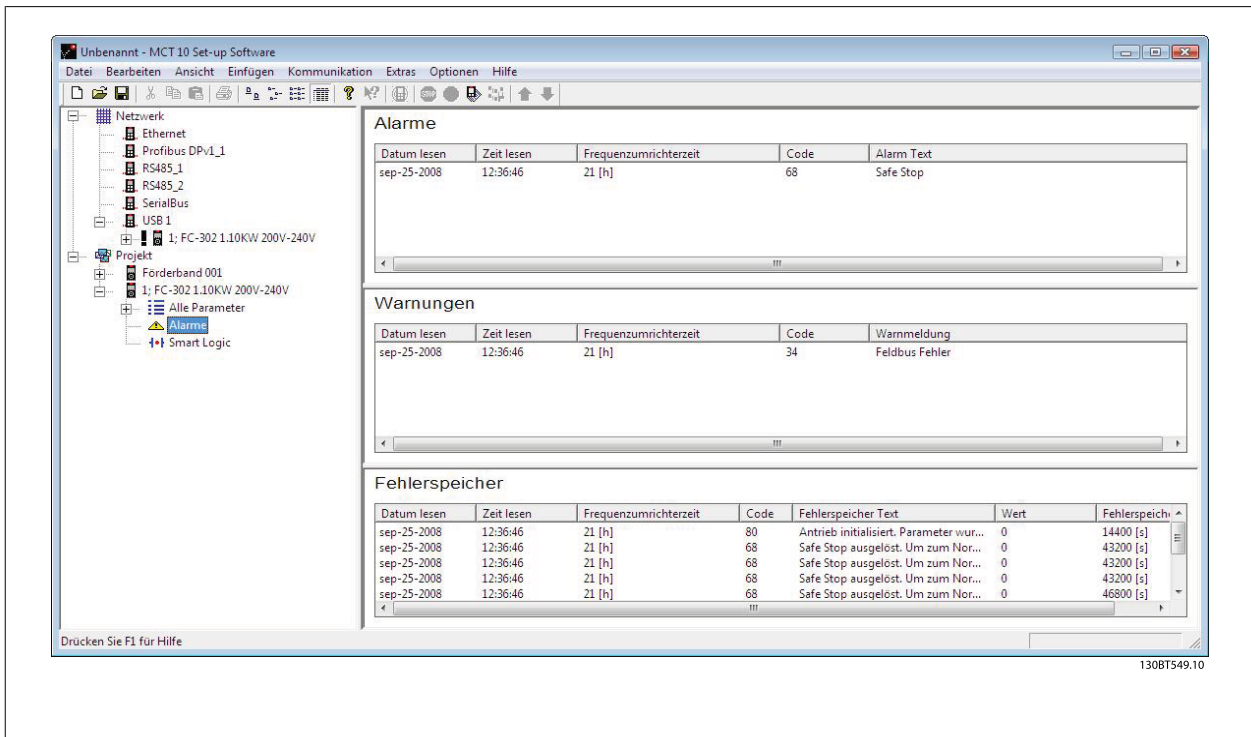 Unbenannt - MCT 10 Set-up Software
Datei Bearbeiten Ansicht Einfügen Kommunikation Extras Optionen Hilfe
Netzwerk
Ethernet
Profibus DPv1_1
RS485_1
RS485_2
SerialBus
USB 1
1; FC-302 1.10KW 200V-240V
Projekt
Förderband 001
1; FC-302 1.10KW 200V-240V
Alle Parameter
Alarme
Smart Logic
Alarme
Datum lesen Zeit lesen Frequenzumrichterzeit Code Alarm Text
sep-25-2008 12:36:46 21 [h] 68 Safe Stop
Warnungen
Datum lesen Zeit lesen Frequenzumrichterzeit Code Warnmeldung
sep-25-2008 12:36:46 21 [h] 34 Feldbus Fehler
Fehlerspeicher
Datum lesen Zeit lesen Frequenzumrichterzeit Code Fehlerspeicher Text Wert Fehlerspeich
sep-25-2008 12:36:46 21 [h] 80 Antrieb initialisiert. Parameter wur... 0 14400 [s]
sep-25-2008 12:36:46 21 [h] 68 Safe Stop ausgelöst. Um zum Nor... 0 43200 [s]
sep-25-2008 12:36:46 21 [h] 68 Safe Stop ausgelöst. Um zum Nor... 0 43200 [s]
sep-25-2008 12:36:46 21 [h] 68 Safe Stop ausgelöst. Um zum Nor... 0 43200 [s]
sep-25-2008 12:36:46 21 [h] 68 Safe Stop ausgelöst. Um zum Nor... 0 46800 [s]
Drücken Sie F1 für Hilfe
130BT549.10